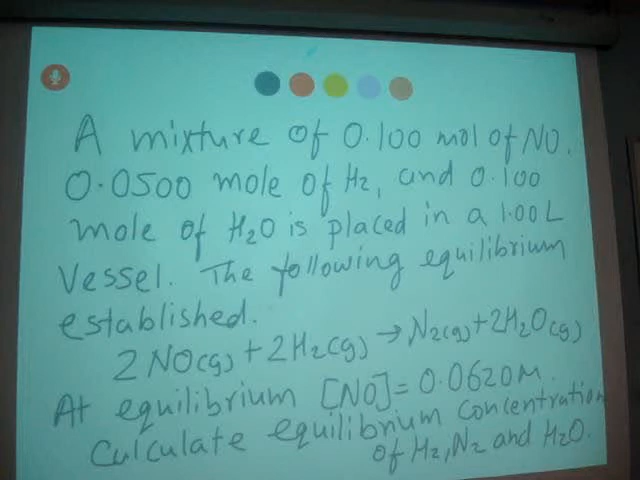 A mixture of 0.100 mol of NO.
0.0500 mole of H2, and 0.100
mole of H2O is placed in a 1.00L
Vessel. The following equilibrium
established.
2NO(g) + 2H2(g) → N2(g) + 2H2O(g)
At equilibrium [NO] = 0.0620M.
Calculate equilibrium Concentration
of H2, N2 and H2O.